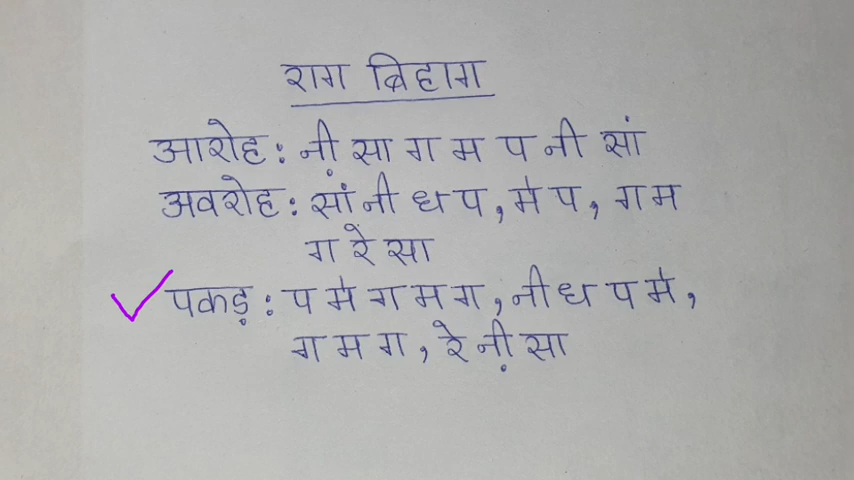 राग बिहाग
आरोह: नी़ सा ग म प नी सां
अवरोह: सां नी ध प, म॑ प, ग म
ग रे सा
पकड़: प म॑ ग म ग, नी ध प म॑,
ग म ग, रे नी़ सा